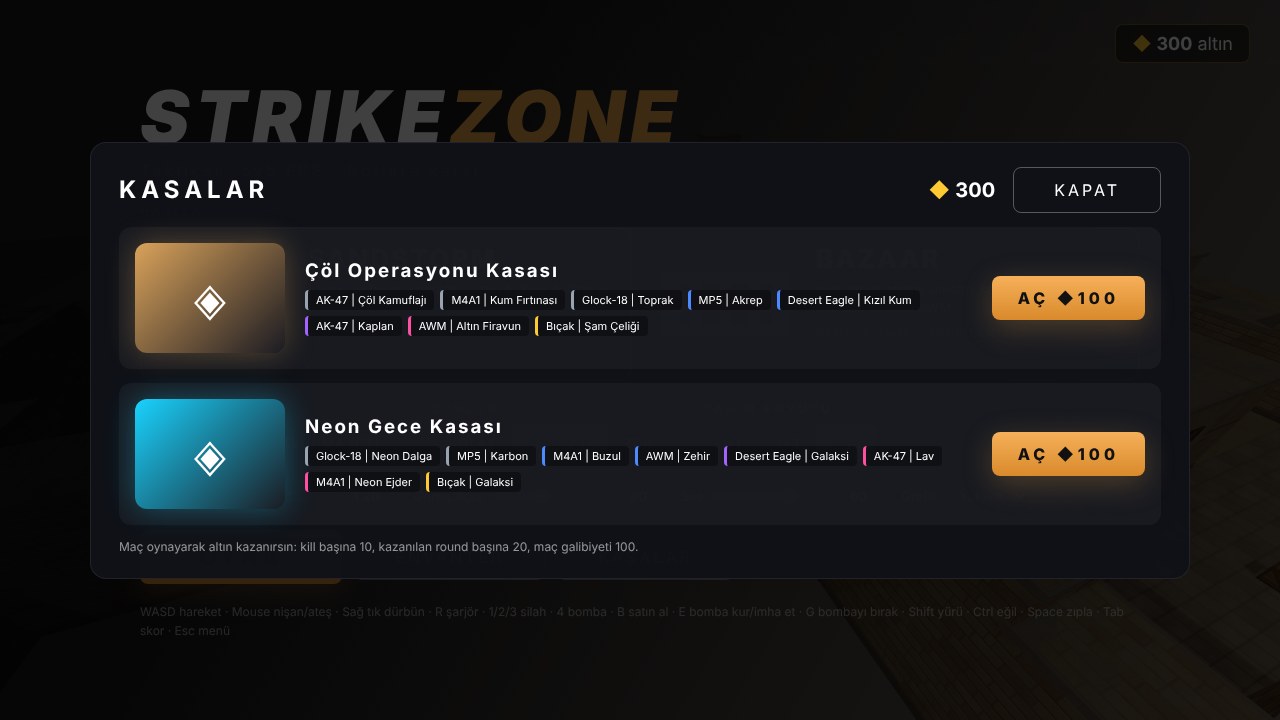 300 altın
STRIKEZONE
KASALAR
300
KAPAT
Çöl Operasyonu Kasası
AK-47 | Çöl Kamuflajı
M4A1 | Kum Fırtınası
Glock-18 | Toprak
MP5 | Akrep
Desert Eagle | Kızıl Kum
AK-47 | Kaplan
AWM | Altın Firavun
Bıçak | Şam Çeliği
AÇ ◆100
Neon Gece Kasası
Glock-18 | Neon Dalga
MP5 | Karbon
M4A1 | Buzul
AWM | Zehir
Desert Eagle | Galaksi
AK-47 | Lav
M4A1 | Neon Ejder
Bıçak | Galaksi
AÇ ◆100
Maç oynayarak altın kazanırsın: kill başına 10, kazanılan round başına 20, maç galibiyeti 100.
WASD hareket · Mouse nişan/ateş · Sağ tık dürbün · R şarjör · 1/2/3 silah · 4 bomba · B satın al · E bomba kur/imha et · G bombayı bırak · Shift yürü · Ctrl eğil · Space zıpla · Tab
skor · Esc menü